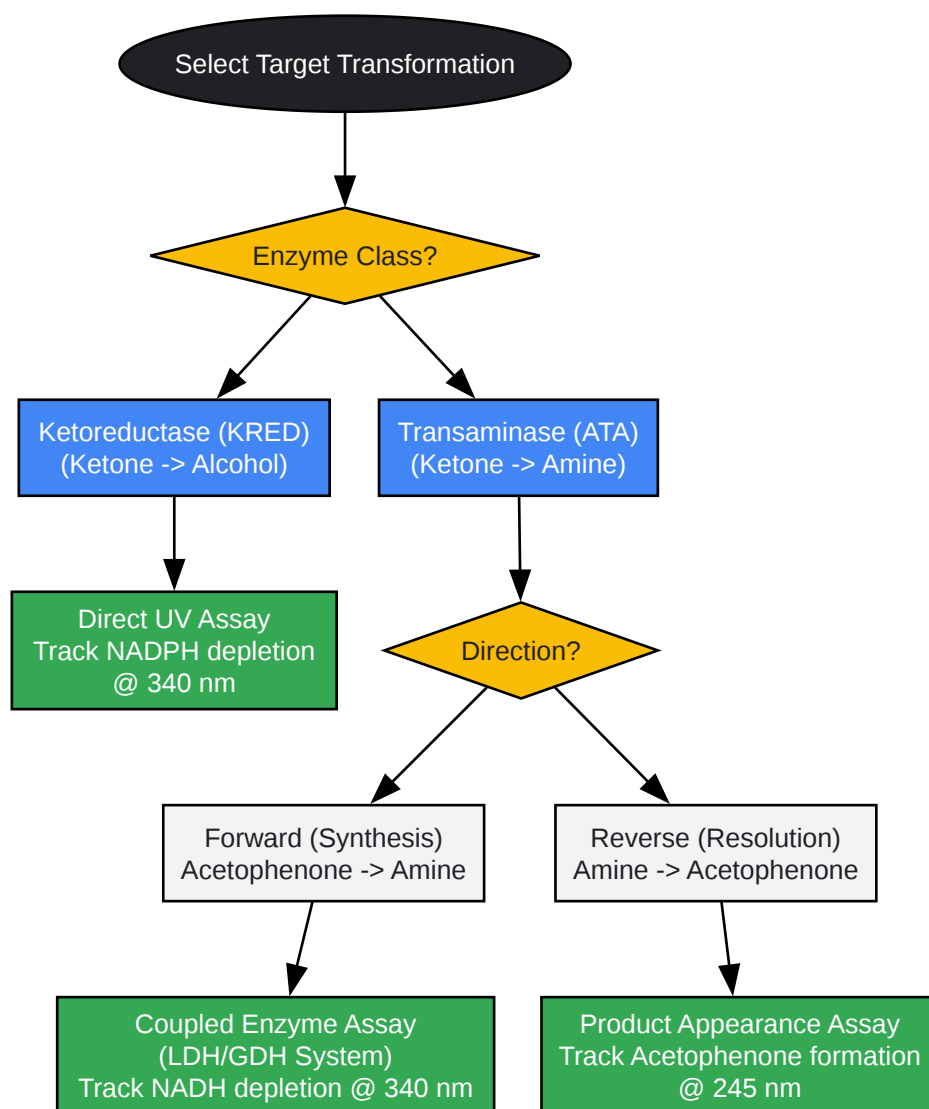 Select Target Transformation
Enzyme Class?
Ketoreductase (KRED)
(Ketone -> Alcohol)
Transaminase (ATA)
(Ketone -> Amine)
Direct UV Assay
Track NADPH depletion
@ 340 nm
Direction?
Forward (Synthesis)
Acetophenone -> Amine
Reverse (Resolution)
Amine -> Acetophenone
Coupled Enzyme Assay
(LDH/GDH System)
Track NADH depletion @ 340 nm
Product Appearance Assay
Track Acetophenone formation
@ 245 nm